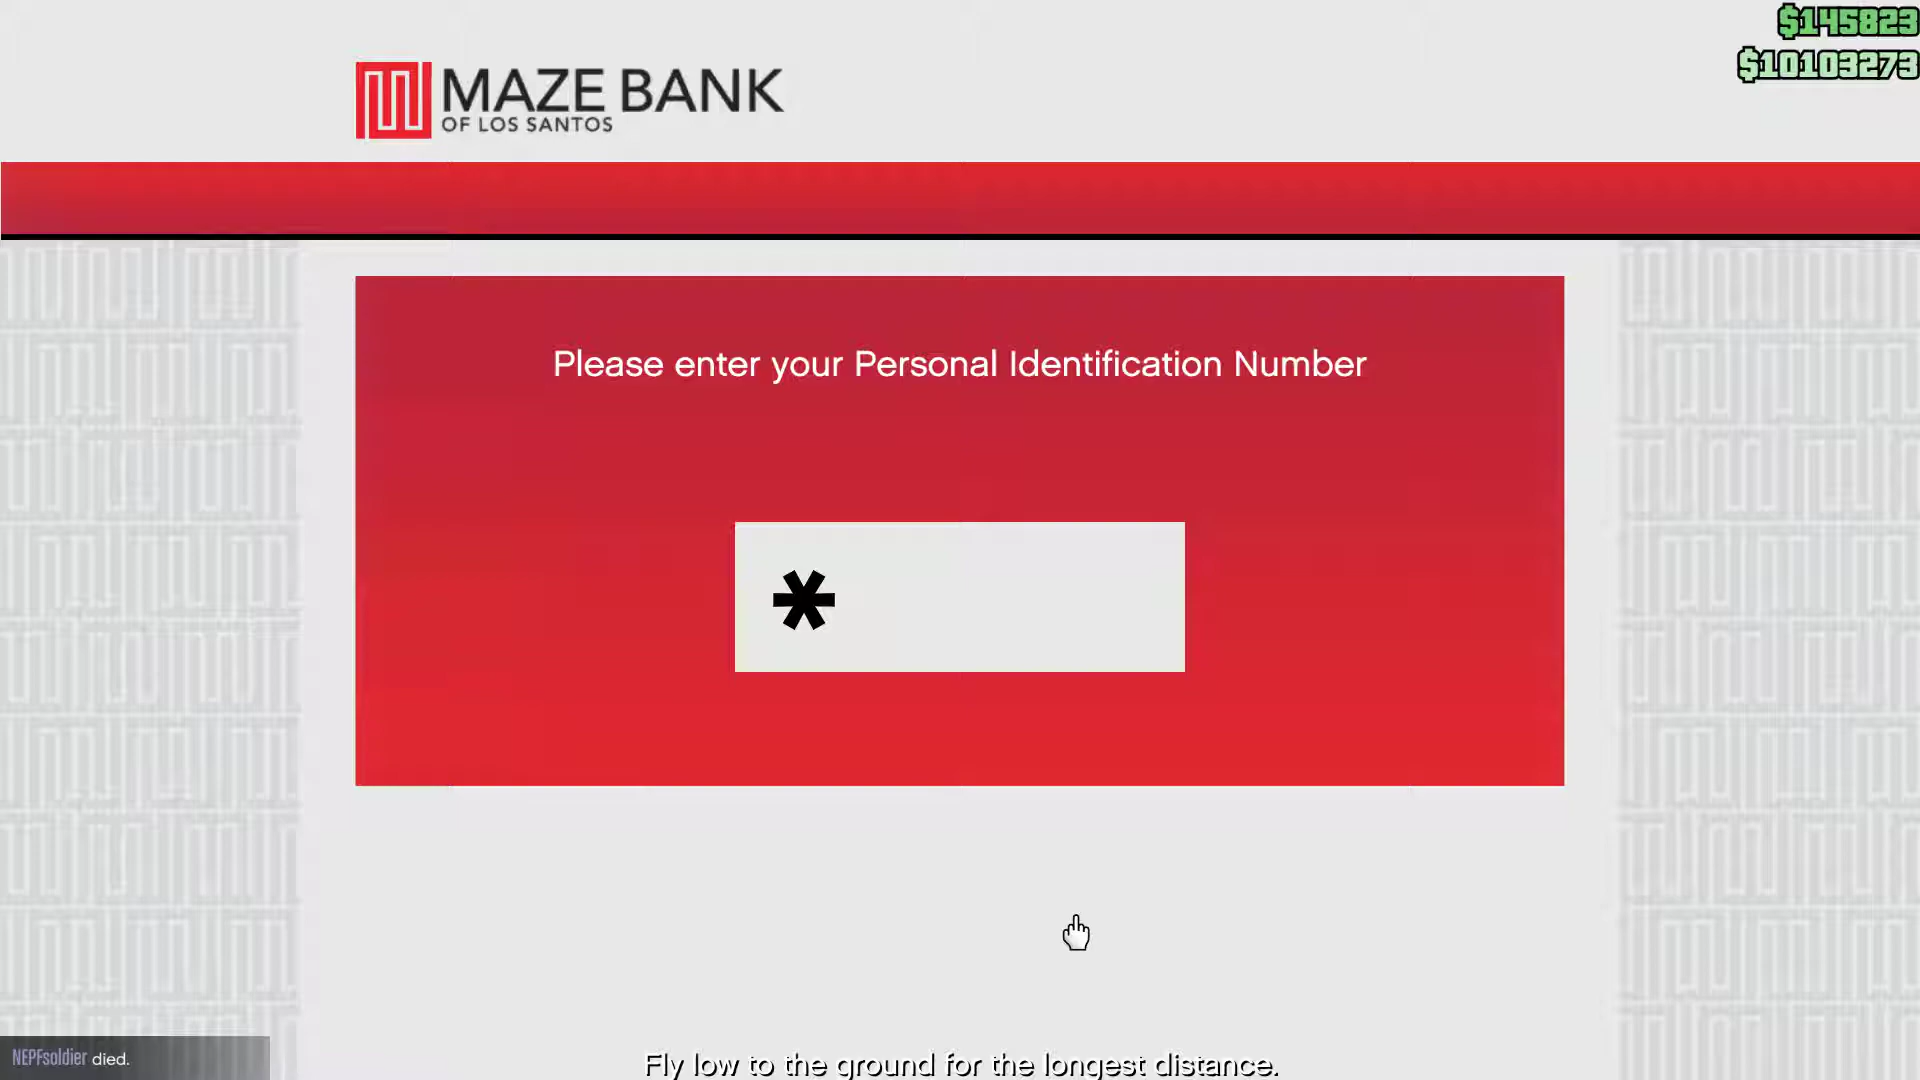 $145823
$10103273
MAZE BANK
OF LOS SANTOS
Please enter your Personal Identification Number
*
NEPFsoldier died.
Fly low to the ground for the longest distance.